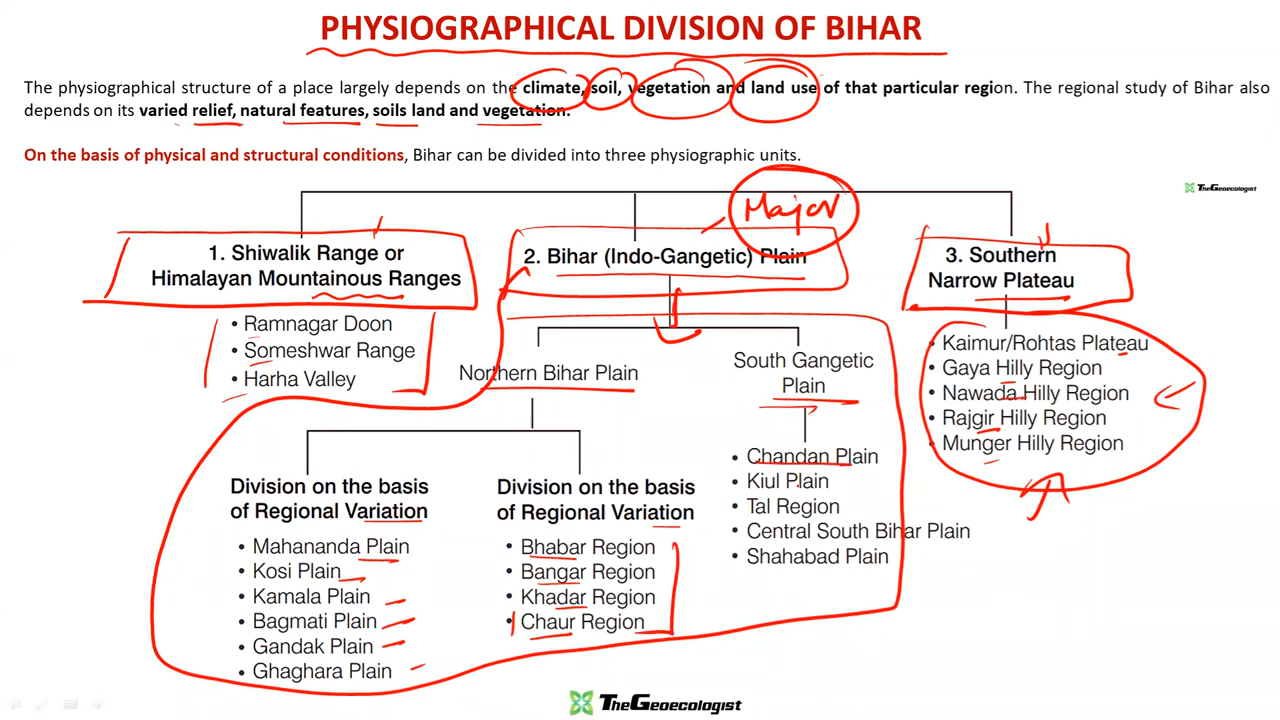 PHYSIOGRAPHICAL DIVISION OF BIHAR
The physiographical structure of a place largely depends on the climate, soil, vegetation and land use of that particular region. The regional study of Bihar also
depends on its varied relief, natural features, soils land and vegetation.
On the basis of physical and structural conditions, Bihar can be divided into three physiographic units.
TheGeoecologist
Major
1. Shiwalik Range or
Himalayan Mountainous Ranges
• Ramnagar Doon
• Someshwar Range
• Harha Valley
2. Bihar (Indo-Gangetic) Plain
Northern Bihar Plain
Division on the basis
of Regional Variation
• Mahananda Plain
• Kosi Plain
• Kamala Plain
• Bagmati Plain
• Gandak Plain
• Ghaghara Plain
Division on the basis
of Regional Variation
• Bhabar Region
• Bangar Region
• Khadar Region
• Chaur Region
South Gangetic
Plain
• Chandan Plain
• Kiul Plain
• Tal Region
• Central South Bihar Plain
• Shahabad Plain
3. Southern
Narrow Plateau
• Kaimur/Rohtas Plateau
• Gaya Hilly Region
• Nawada Hilly Region
• Rajgir Hilly Region
• Munger Hilly Region
TheGeoecologist